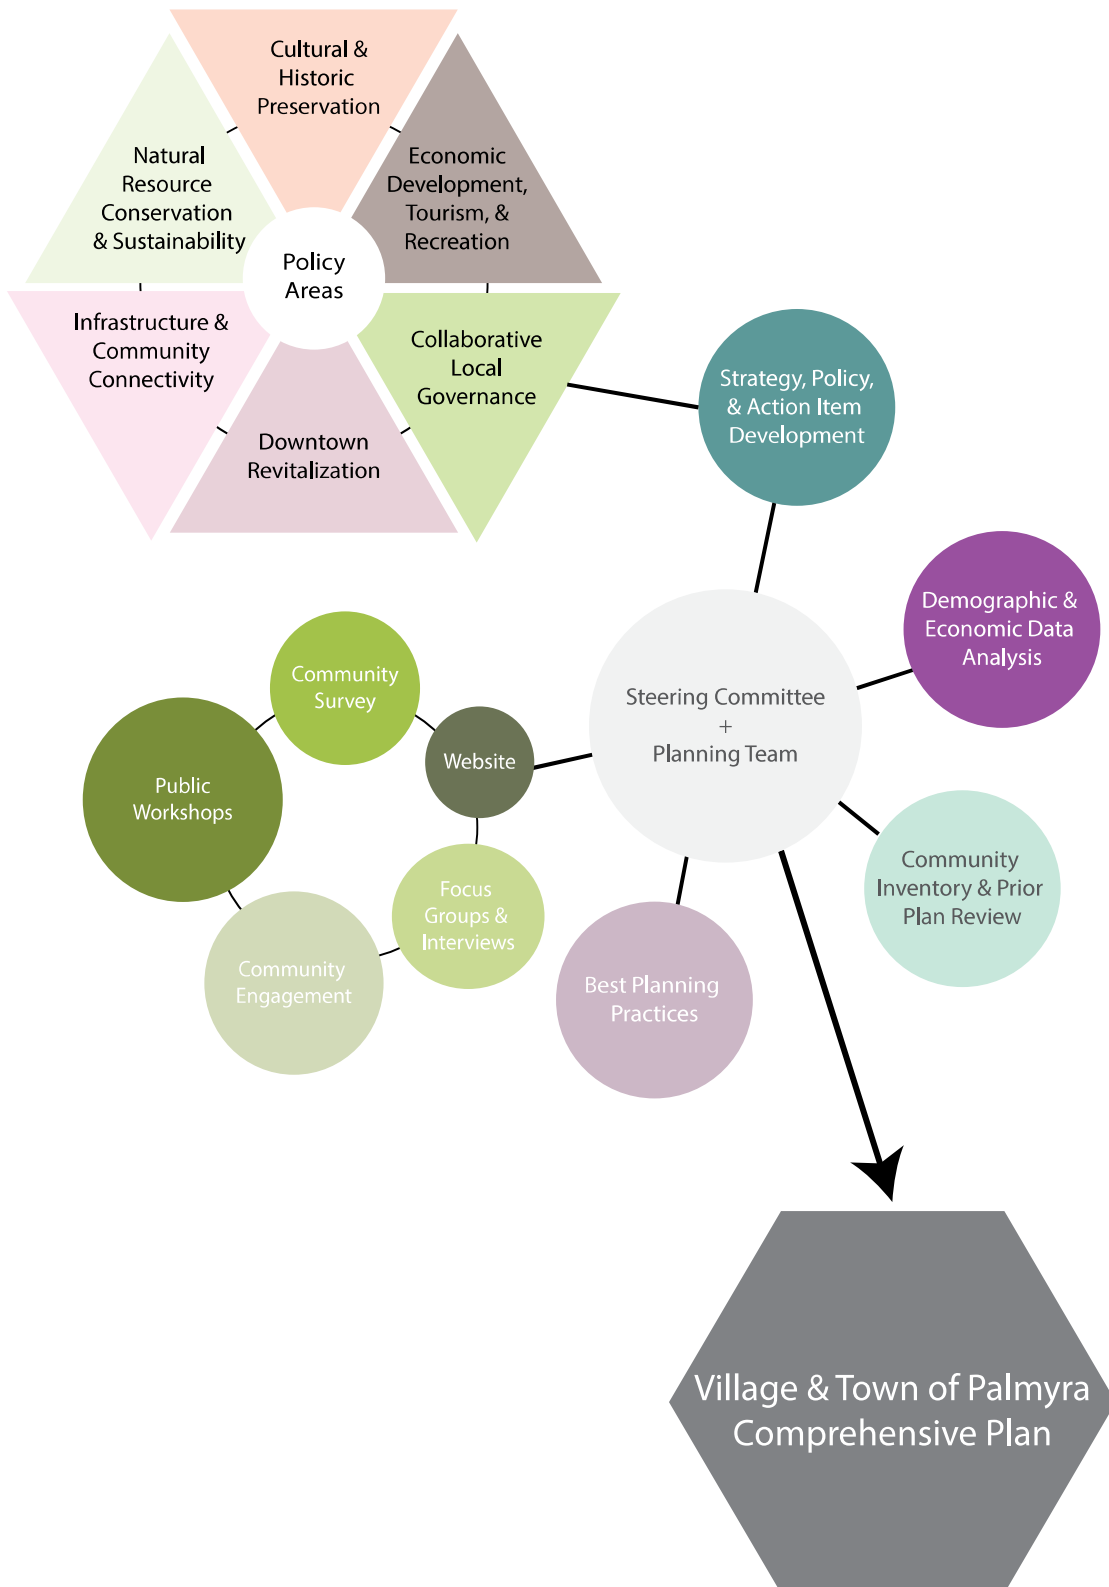 Cultural &
Historic
Preservation
Natural
Resource
Conservation
& Sustainability
Economic
Development,
Tourism, &
Recreation
Policy
Areas
Infrastructure &
Community
Connectivity
Collaborative
Local
Governance
Downtown
Revitalization
Strategy, Policy,
& Action Item
Development
Demographic &
Economic Data
Analysis
Steering Committee
+
Planning Team
Community
Survey
Website
Public
Workshops
Focus
Groups &
Interviews
Community
Engagement
Best Planning
Practices
Community
Inventory & Prior
Plan Review
Village & Town of Palmyra
Comprehensive Plan